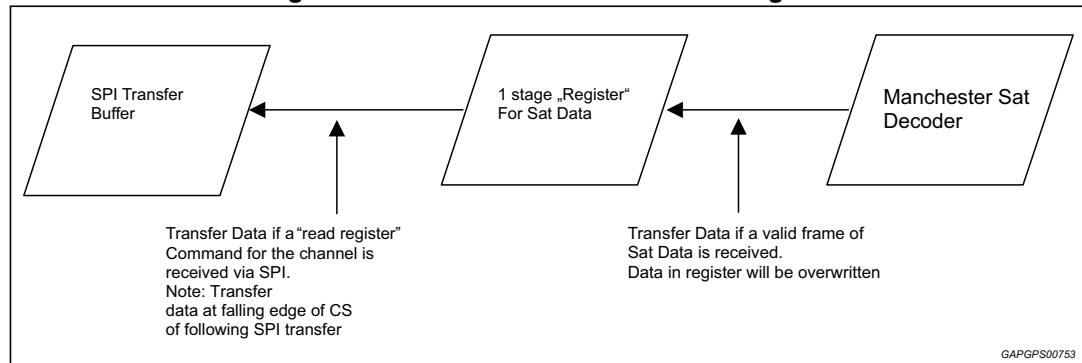 SPI Transfer
Buffer
1 stage „Register“
For Sat Data
Manchester Sat
Decoder
Transfer Data if a “read register”
Command for the channel is
received via SPI.
Note: Transfer
data at falling edge of CS
of following SPI transfer
Transfer Data if a valid frame of
Sat Data is received.
Data in register will be overwritten
GAPGPS00753